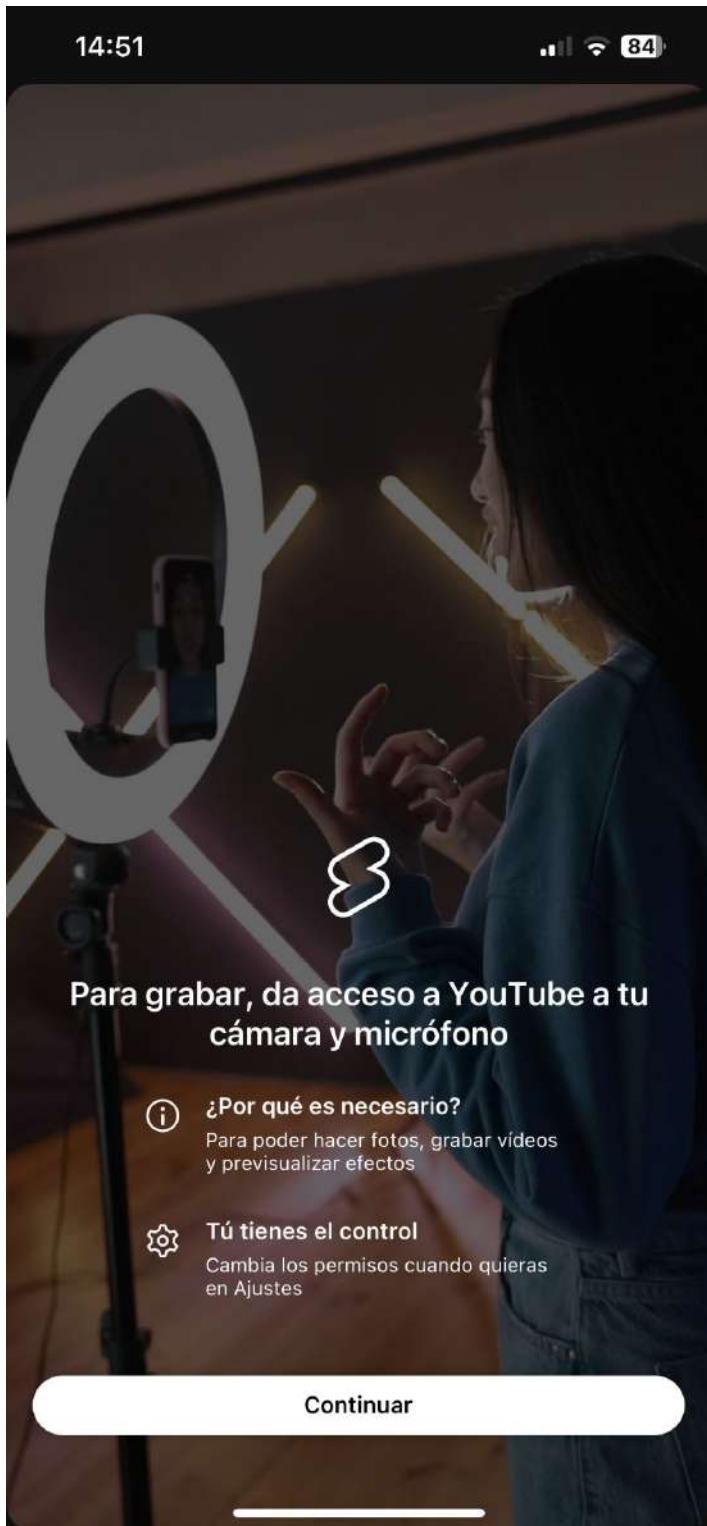 14:51
84
Para grabar, da acceso a YouTube a tu
cámara y micrófono
¿Por qué es necesario?
Para poder hacer fotos, grabar vídeos
y previsualizar efectos
Tú tienes el control
Cambia los permisos cuando quieras
en Ajustes
Continuar